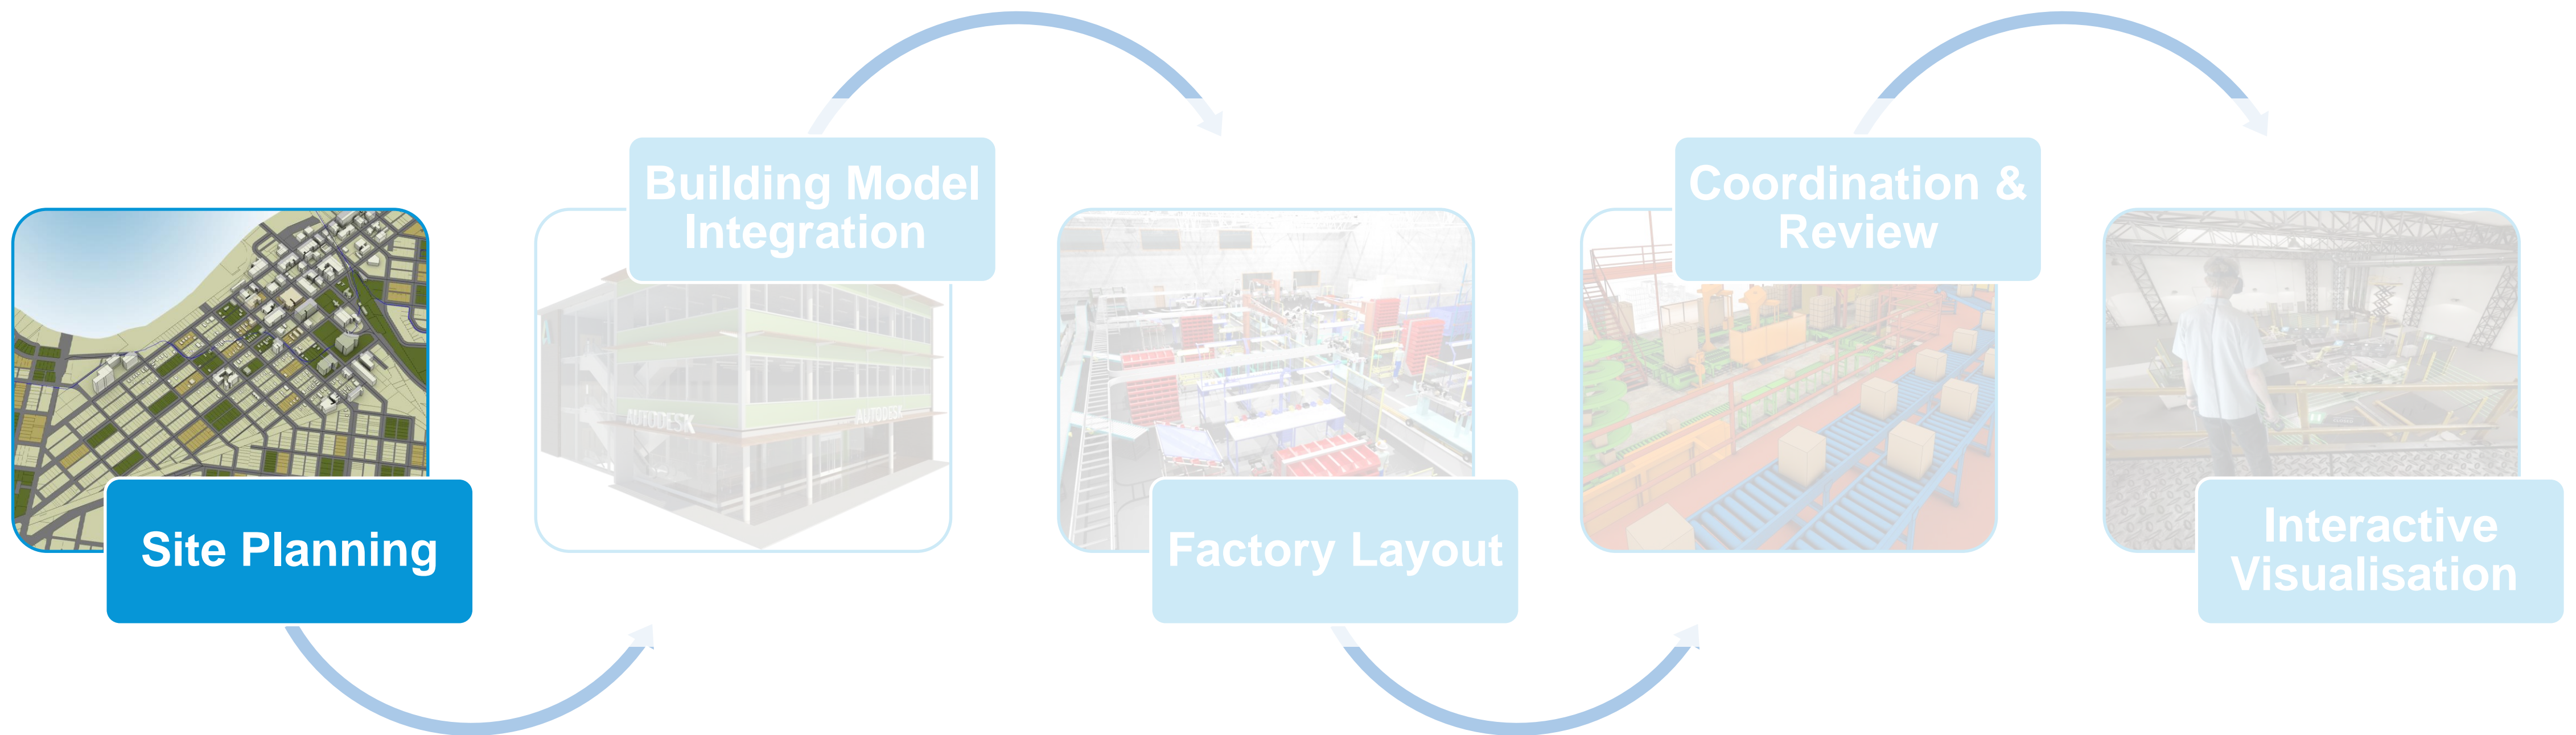 Site Planning
Building Model
Integration
AUTODESK
AUTODESK
Factory Layout
Coordination &
Review
Interactive
Visualisation